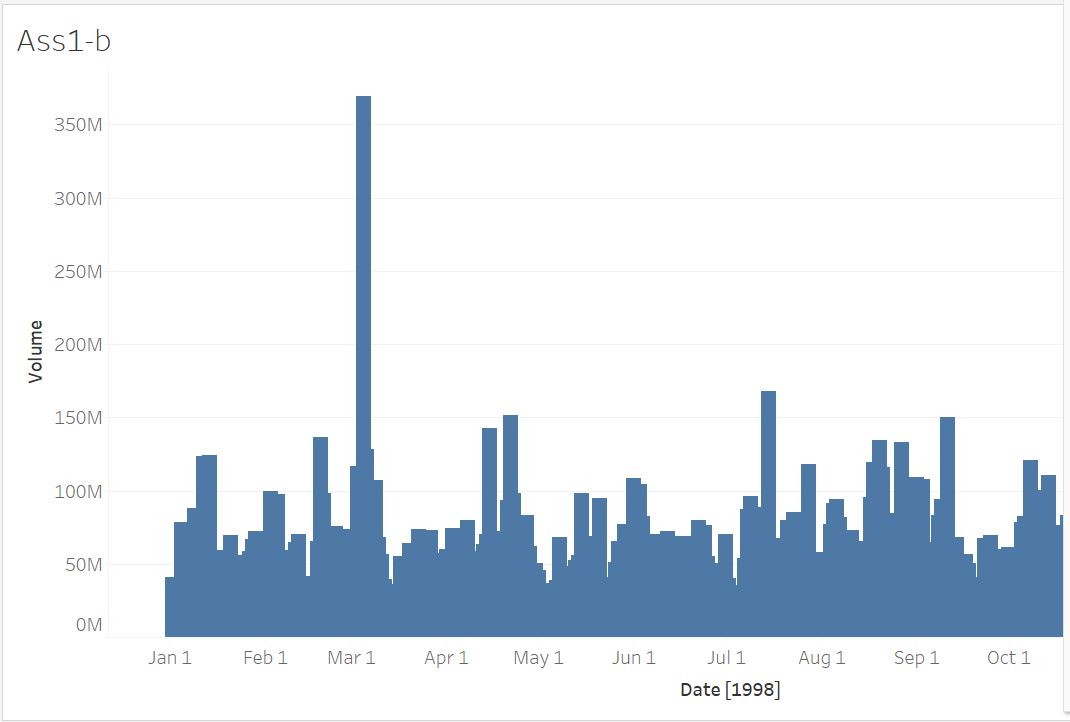 Ass1-b
350M
300M
250M
200M
150M
100M
50M
0M
Volume
Jan 1 Feb 1 Mar 1 Apr 1 May 1 Jun 1 Jul 1 Aug 1 Sep 1 Oct 1
Date [1998]